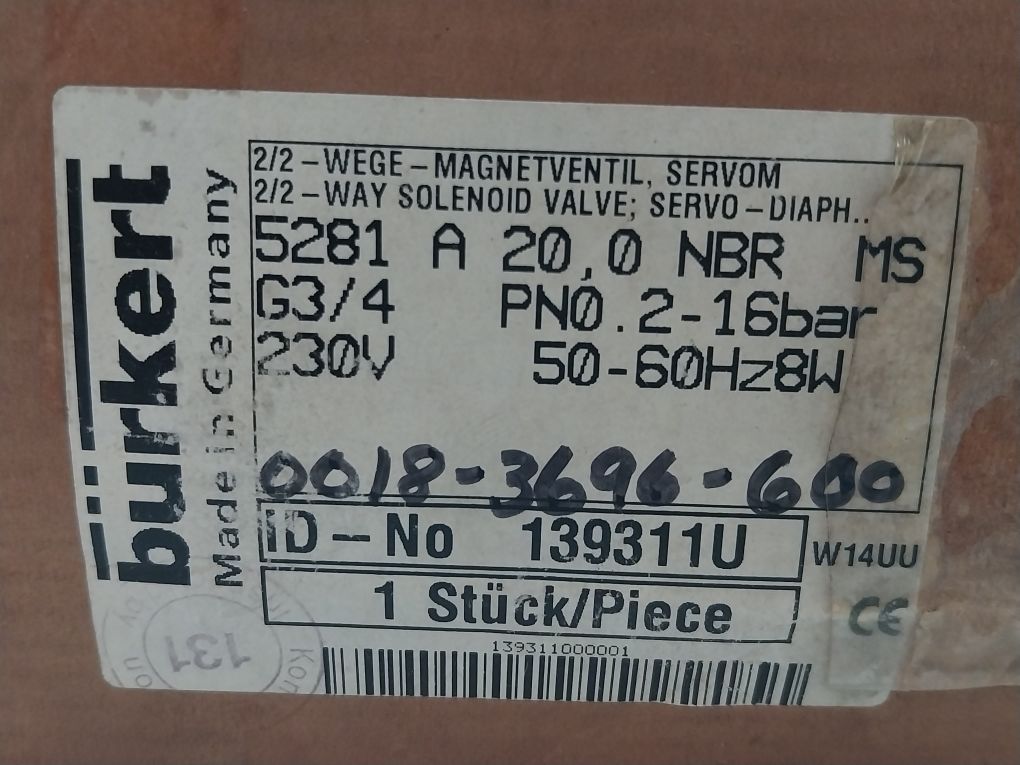 bürkert
Made in Germany
2/2-WEGE-MAGNETVENTIL, SERVOM
2/2-WAY SOLENOID VALVE; SERVO-DIAPH..
5281 A 20,0 NBR MS
G3/4 PN0.2-16bar
230V 50-60Hz8W
0018-3696-600
ID-No 139311U
W14UU
1 Stück/Piece
CE
139311000001
131
Kon